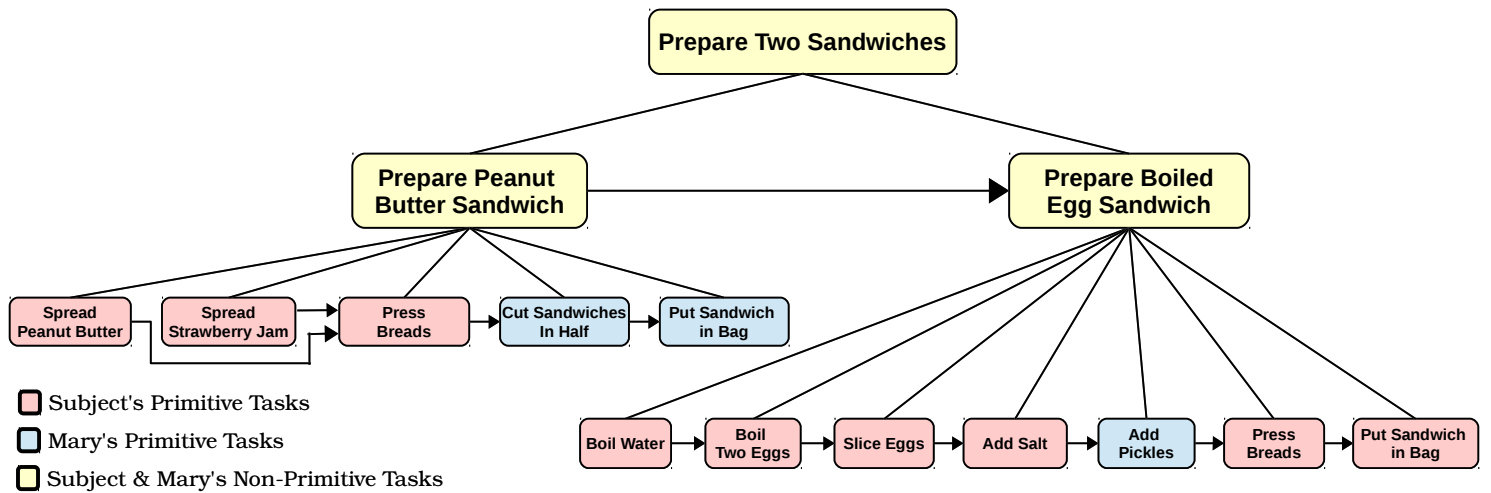 Prepare Two Sandwiches
Prepare Peanut
Butter Sandwich
Prepare Boiled
Egg Sandwich
Spread
Peanut Butter
Spread
Strawberry Jam
Press
Breads
Cut Sandwiches
In Half
Put Sandwich
in Bag
Subject's Primitive Tasks
Mary's Primitive Tasks
Subject & Mary's Non-Primitive Tasks
Boil Water
Boil
Two Eggs
Slice Eggs
Add Salt
Add
Pickles
Press
Breads
Put Sandwich
in Bag